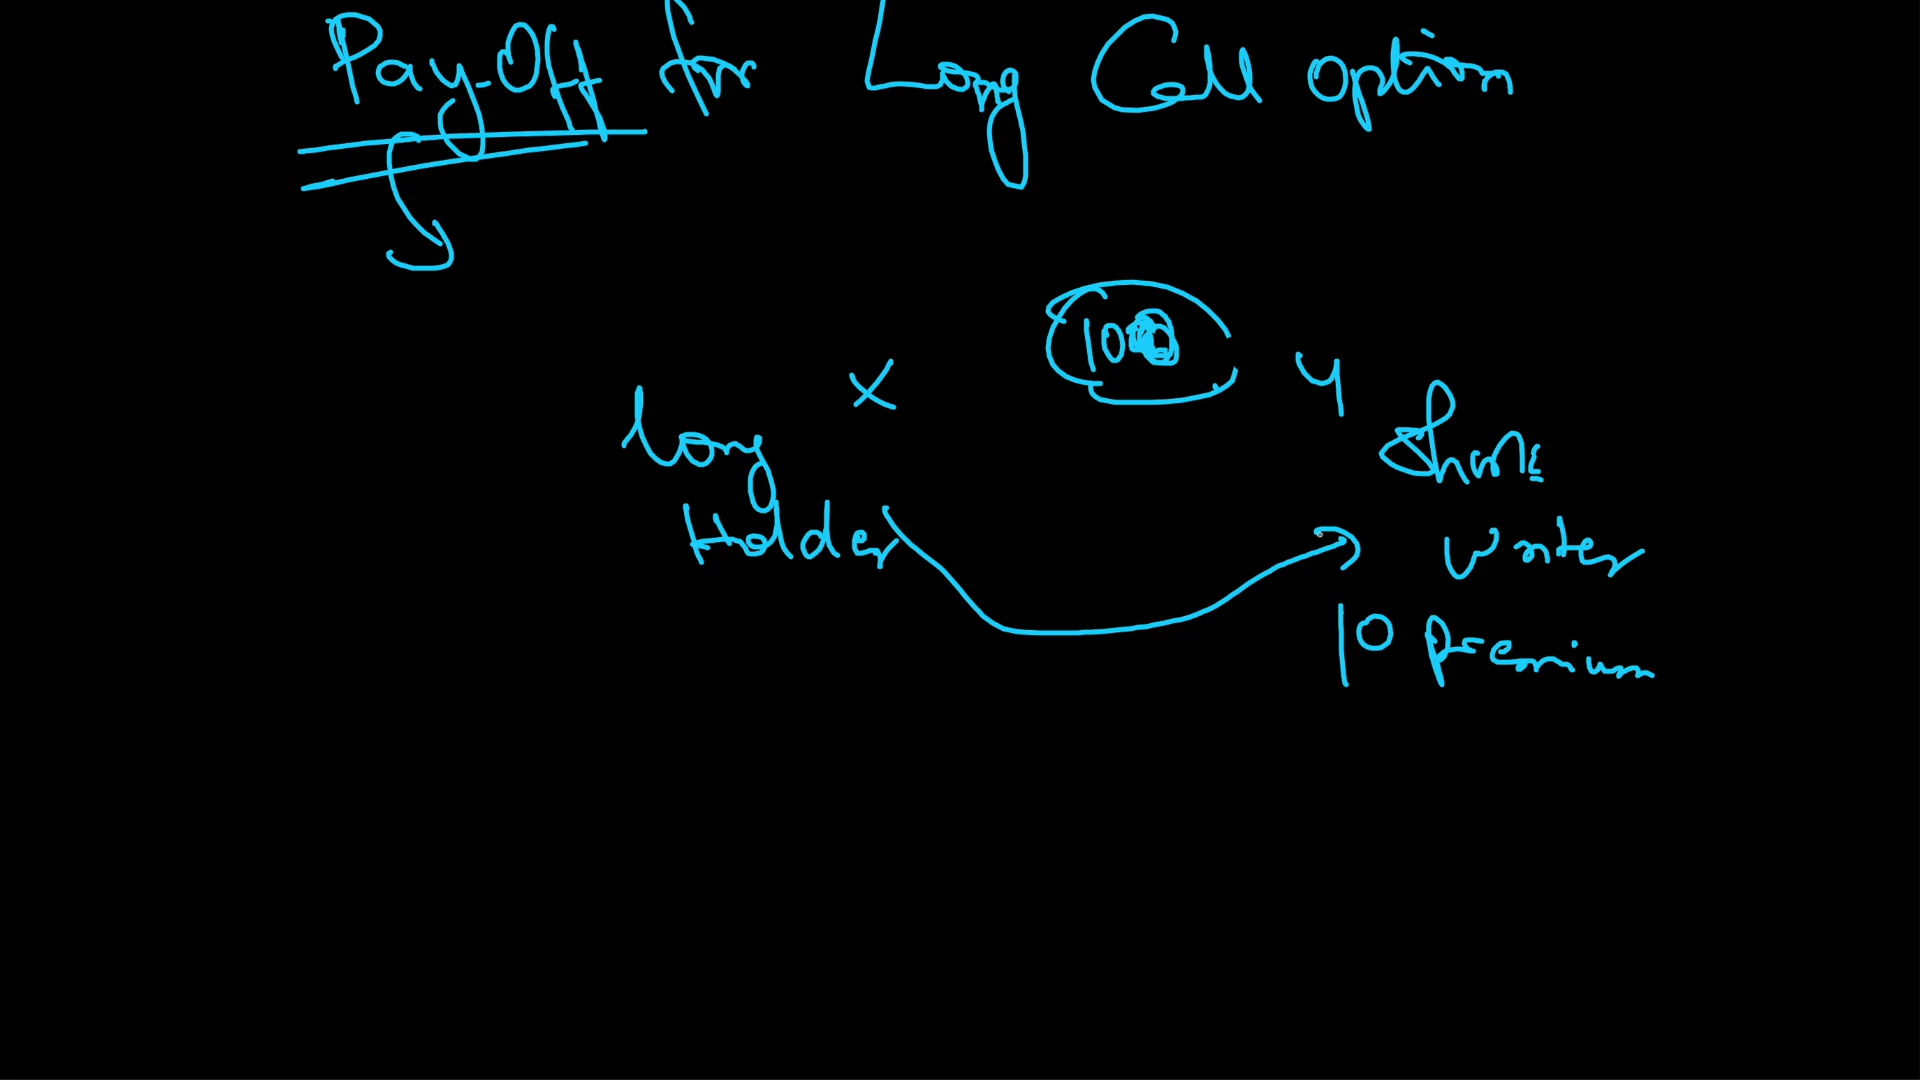 Pay-Off for Long Call option
100
X Y
Long Short
Holder Writer
10 premium